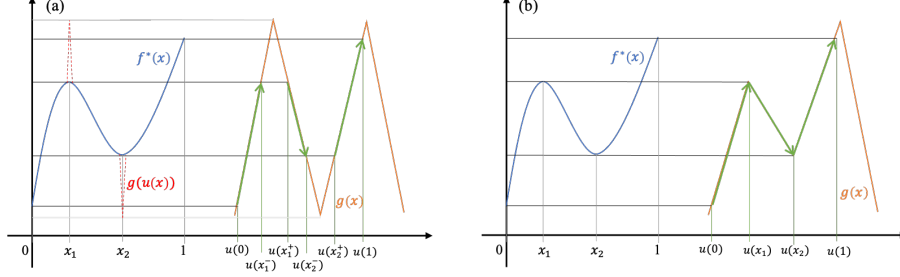 (a)
f*(x)
g(u(x))
g(x)
0 x₁ x₂ 1 u(0) u(x₁⁺) u(x₂⁺) u(1)
u(x₁⁻) u(x₂⁻)
(b)
f*(x)
g(x)
0 x₁ x₂ 1 u(0) u(x₁) u(x₂) u(1)